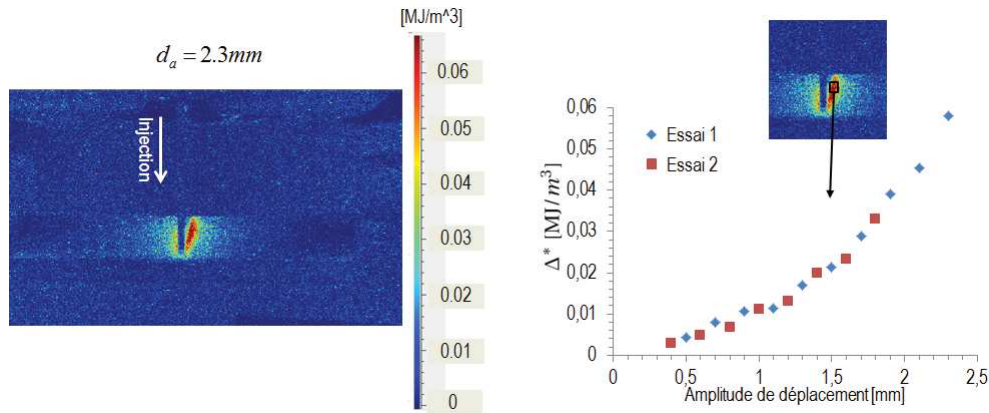 [MJ/m^3]
d_a = 2.3mm
0.06
0.05
0.04
0.03
0.02
0.01
0
Injection
0,06
0,05
0,04
0,03
0,02
0,01
0
Δ* [MJ/m³]
Essai 1
Essai 2
0
0,5
1
1,5
2
2,5
Amplitude de déplacement [mm]